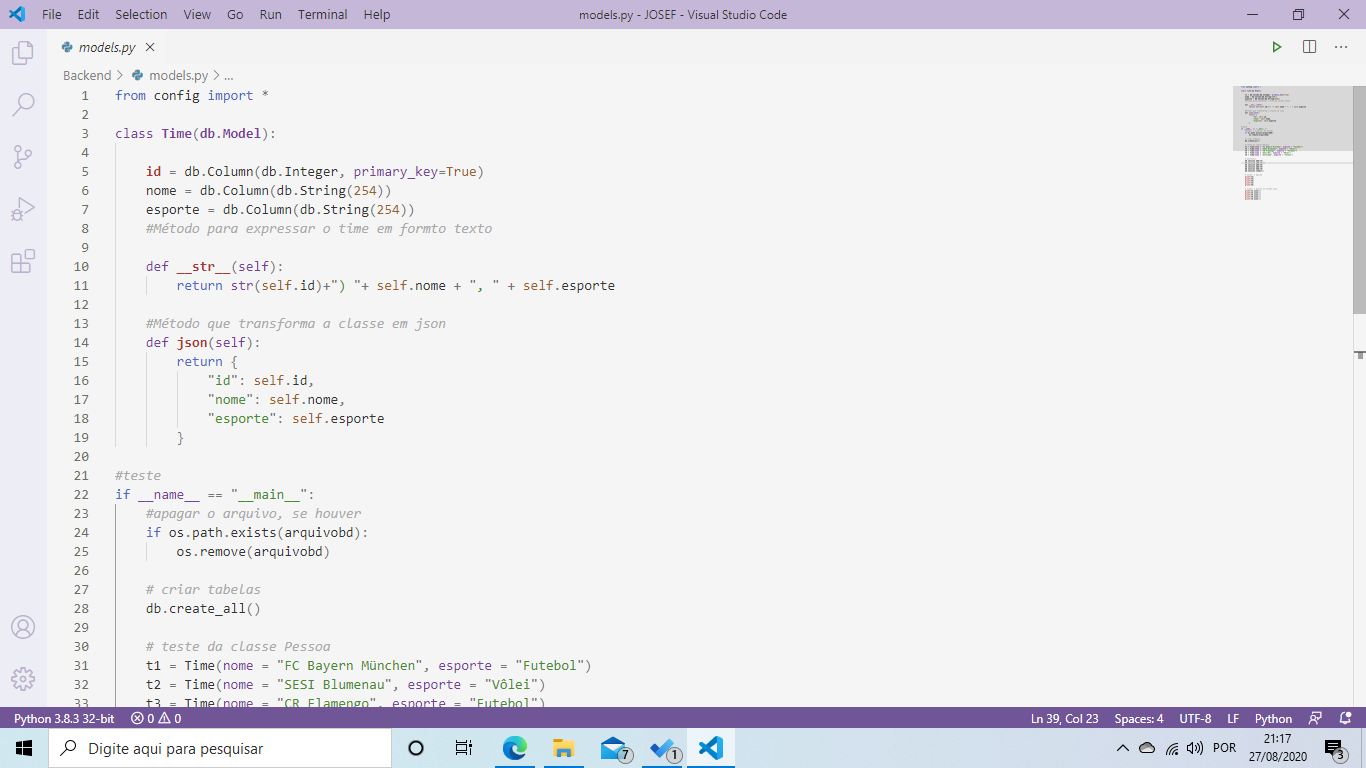 File Edit Selection View Go Run Terminal Help models.py - JOSEF - Visual Studio Code
models.py
Backend > models.py > ...
1 from config import *
2
3 class Time(db.Model):
4
5 id = db.Column(db.Integer, primary_key=True)
6 nome = db.Column(db.String(254))
7 esporte = db.Column(db.String(254))
8 #Método para expressar o time em formto texto
9
10 def __str__(self):
11 return str(self.id)+") "+ self.nome + ", " + self.esporte
12
13 #Método que transforma a classe em json
14 def json(self):
15 return {
16 "id": self.id,
17 "nome": self.nome,
18 "esporte": self.esporte
19 }
20
21 #teste
22 if __name__ == "__main__":
23 #apagar o arquivo, se houver
24 if os.path.exists(arquivobd):
25 os.remove(arquivobd)
26
27 # criar tabelas
28 db.create_all()
29
30 # teste da classe Pessoa
31 t1 = Time(nome = "FC Bayern München", esporte = "Futebol")
32 t2 = Time(nome = "SESI Blumenau", esporte = "Vôlei")
33 t3 = Time(nome = "CR Flamengo", esporte = "Futebol")
Python 3.8.3 32-bit 0 0 Ln 39, Col 23 Spaces: 4 UTF-8 LF Python
Digite aqui para pesquisar 7 1 POR 21:17
27/08/2020 3